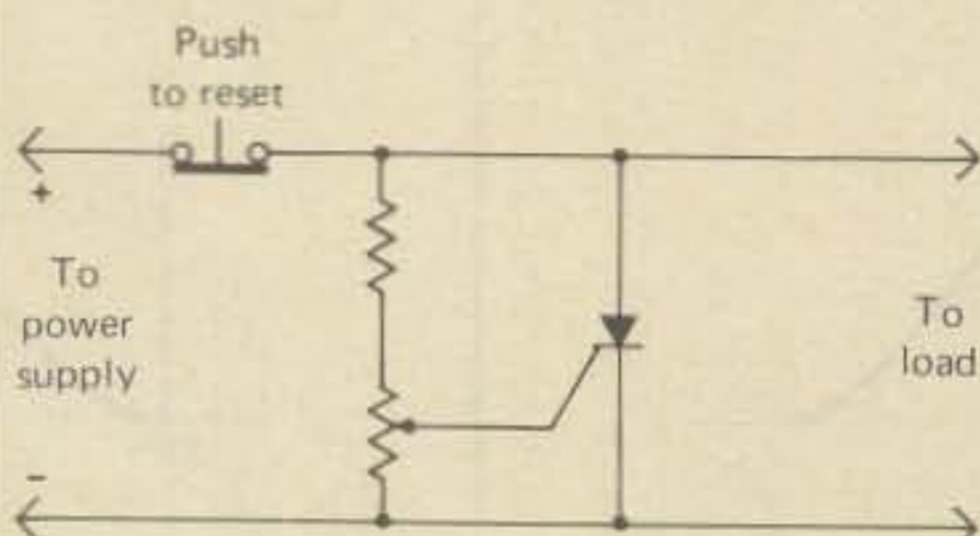 Push
to reset
+
To
power
supply
-
To
load